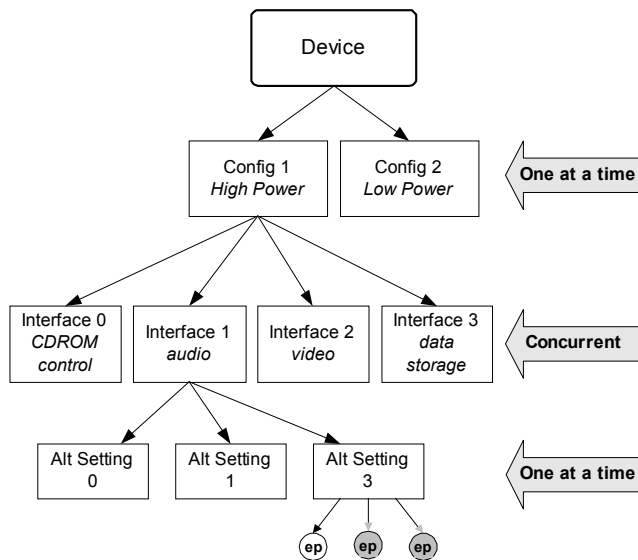 Device
Config 1
High Power
Config 2
Low Power
One at a time
Interface 0
CDROM
control
Interface 1
audio
Interface 2
video
Interface 3
data
storage
Concurrent
Alt Setting
0
Alt Setting
1
Alt Setting
3
One at a time
ep
ep
ep